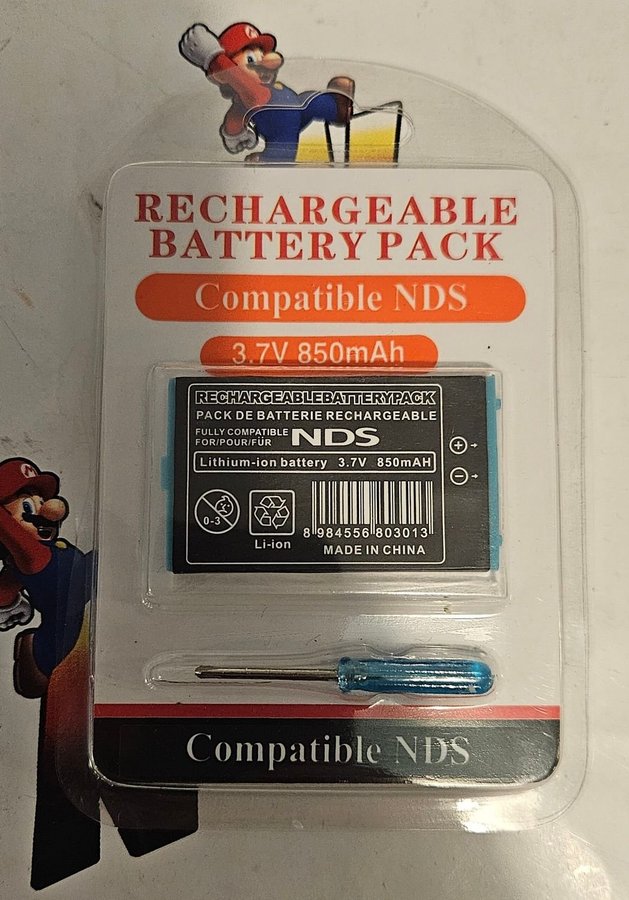 RECHARGEABLE
BATTERY PACK
Compatible NDS
3.7V 850mAh
RECHARGEABLEBATTERYPACK
PACK DE BATTERIE RECHARGEABLE
FULLY COMPATIBLE
FOR/POUR/FÜR NDS
Lithium-ion battery 3.7V 850mAH
0-3
Li-ion
8 984556 803013
MADE IN CHINA
Compatible NDS